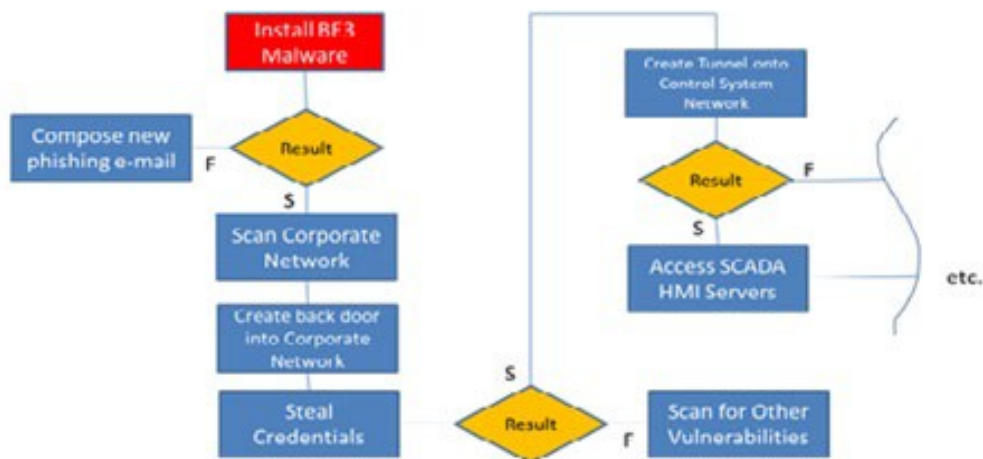 Install BE3
Malware
Result
Compose new
phishing e-mail
F
S
Scan Corporate
Network
Create back door
into Corporate
Network
Steal
Credentials
Result
S
F
Scan for Other
Vulnerabilities
Create Tunnel onto
Control System
Network
Result
F
S
Access SCADA
HMI Servers
etc.